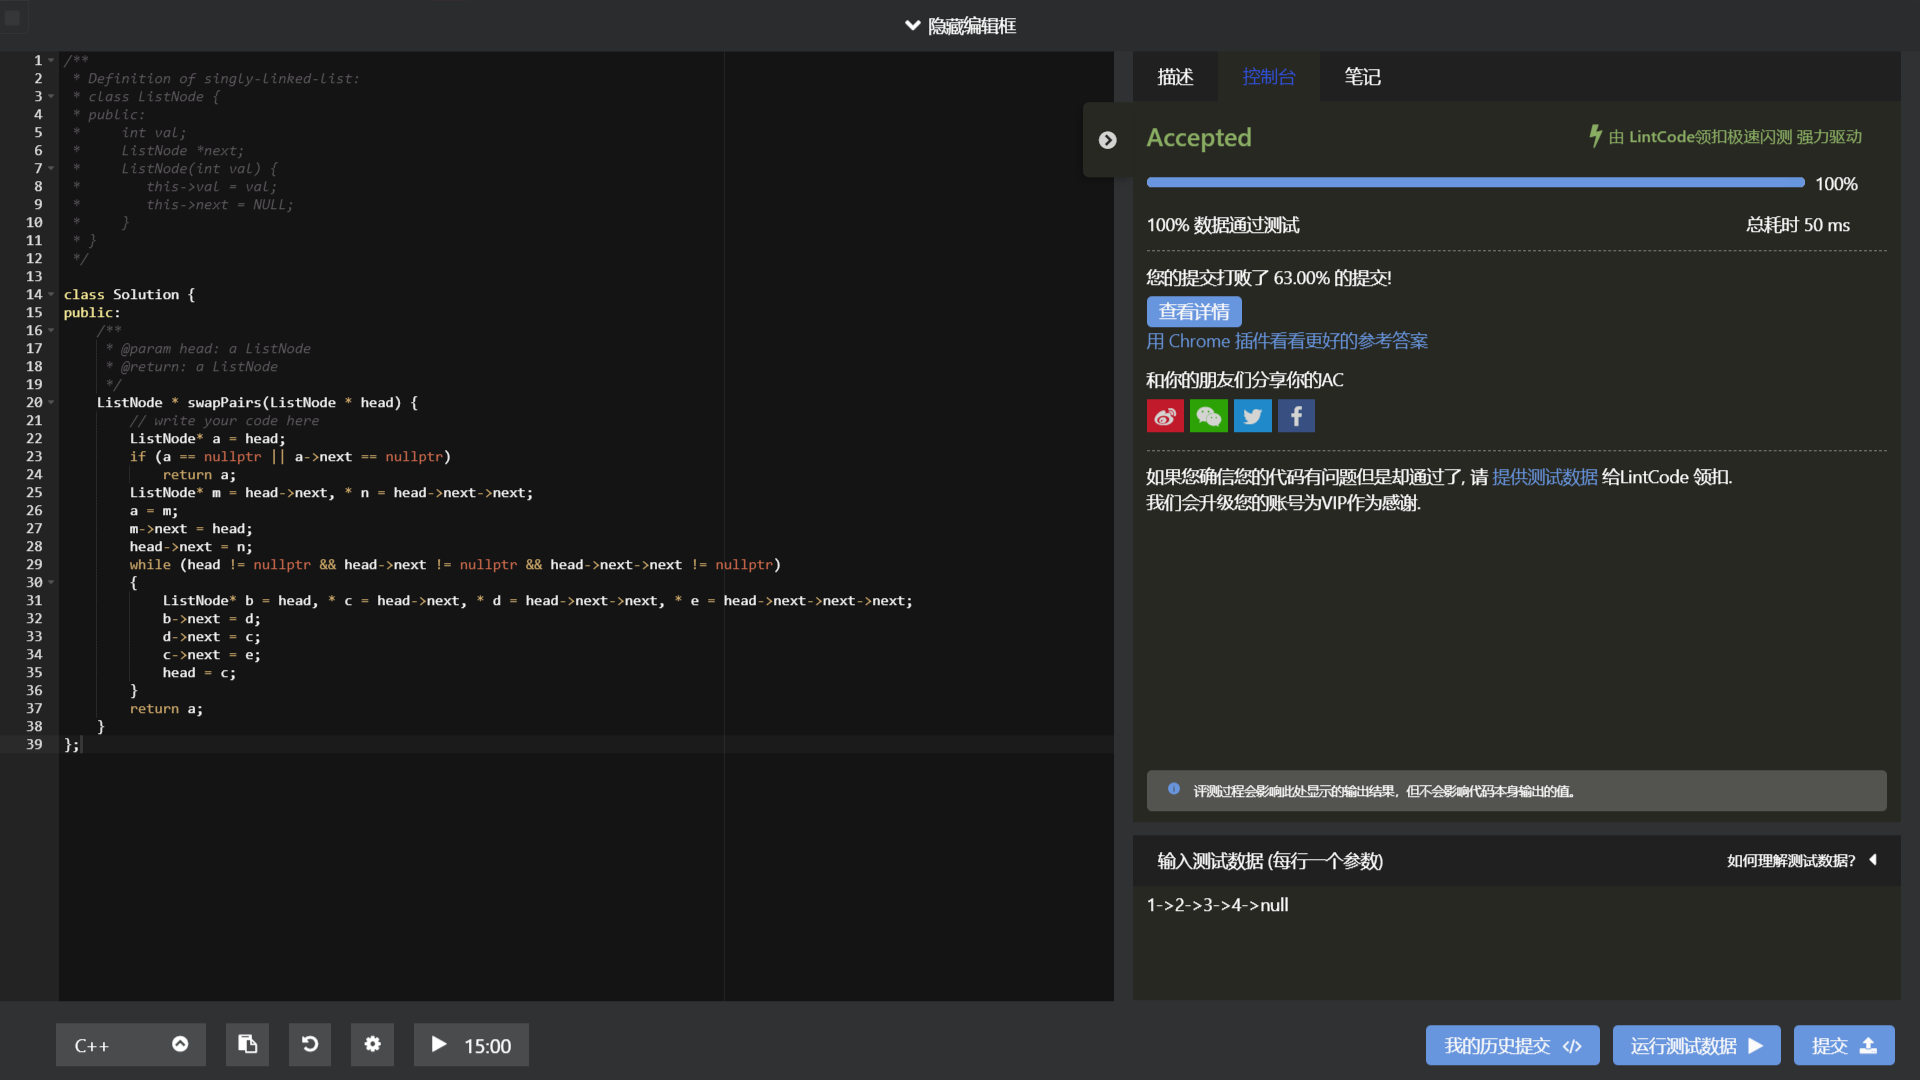 隐藏编辑框
1 /**
2  * Definition of singly-linked-list:
3  * class ListNode {
4  * public:
5  *     int val;
6  *     ListNode *next;
7  *     ListNode(int val) {
8  *        this->val = val;
9  *        this->next = NULL;
10  *     }
11  * }
12  */
13
14 class Solution {
15 public:
16     /**
17      * @param head: a ListNode
18      * @return: a ListNode
19      */
20     ListNode * swapPairs(ListNode * head) {
21         // write your code here
22         ListNode* a = head;
23         if (a == nullptr || a->next == nullptr)
24             return a;
25         ListNode* m = head->next, * n = head->next->next;
26         a = m;
27         m->next = head;
28         head->next = n;
29         while (head != nullptr && head->next != nullptr && head->next->next != nullptr)
30         {
31             ListNode* b = head, * c = head->next, * d = head->next->next, * e = head->next->next->next;
32             b->next = d;
33             d->next = c;
34             c->next = e;
35             head = c;
36         }
37         return a;
38     }
39 };
C++
15:00
描述 控制台 笔记
Accepted
由 LintCode领扣极速闪测 强力驱动
100%
100% 数据通过测试 总耗时 50 ms
您的提交打败了 63.00% 的提交!
查看详情
用 Chrome 插件看看更好的参考答案
和你的朋友们分享你的AC
如果您确信您的代码有问题但是却通过了, 请 提供测试数据 给LintCode 领扣.
我们会升级您的账号为VIP作为感谢.
评测过程会影响此处显示的输出结果，但不会影响代码本身输出的值。
输入测试数据 (每行一个参数) 如何理解测试数据?
1->2->3->4->null
我的历史提交 运行测试数据 提交